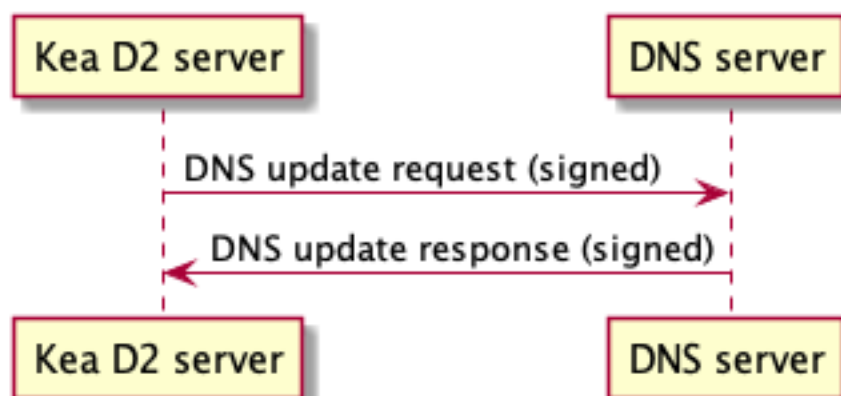 Kea D2 server
DNS server
DNS update request (signed)
DNS update response (signed)
Kea D2 server
DNS server